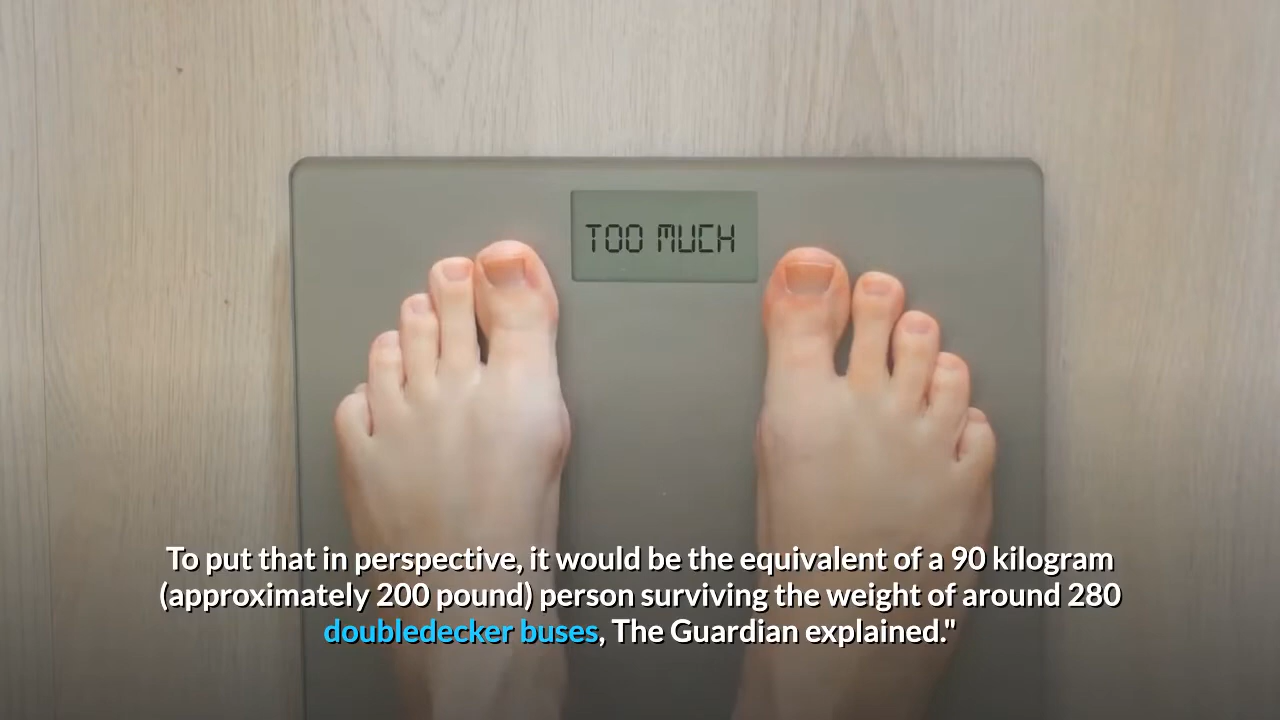 TOO MUCH
To put that in perspective, it would be the equivalent of a 90 kilogram
(approximately 200 pound) person surviving the weight of around 280
doubledecker buses, The Guardian explained."